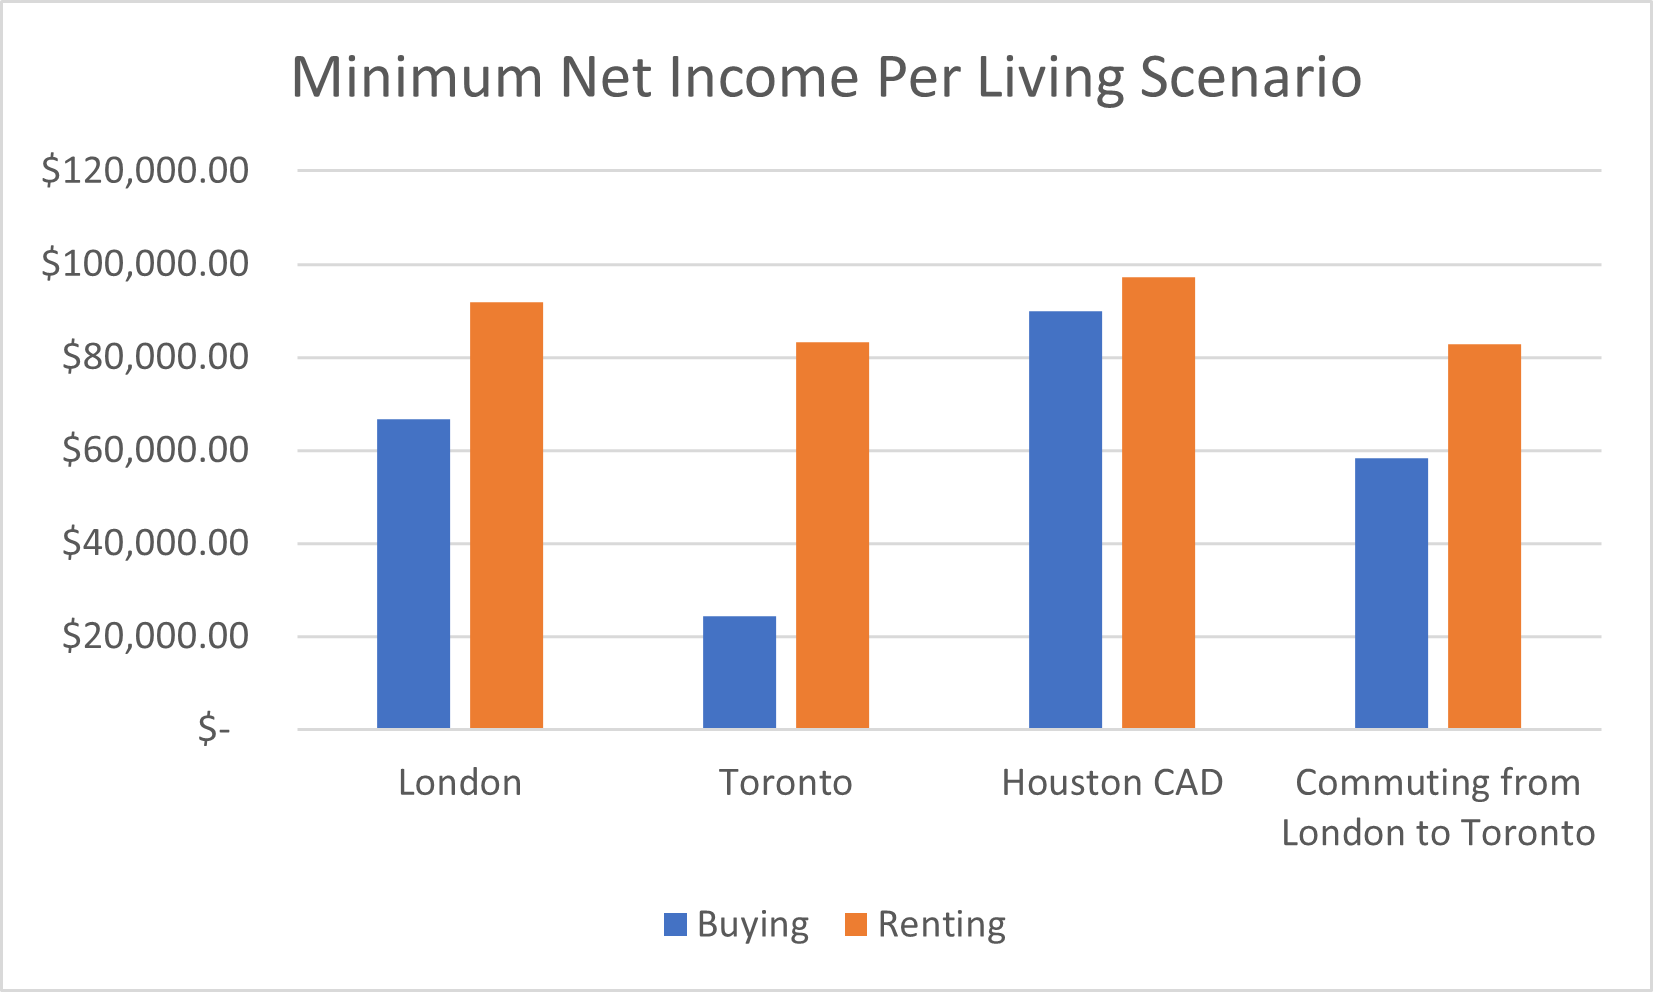 Minimum Net Income Per Living Scenario
$120,000.00
$100,000.00
$80,000.00
$60,000.00
$40,000.00
$20,000.00
$-
London
Toronto
Houston CAD
Commuting from
London to Toronto
Buying
Renting